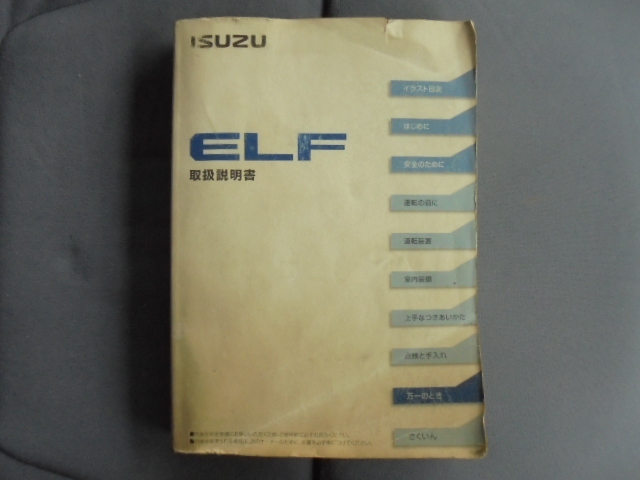 ISUZU
ELF
取扱説明書
イラスト目次
はじめに
安全のために
運転の前に
運転装置
室内装備
上手なつきあいかた
点検と手入れ
万一のとき
さくいん